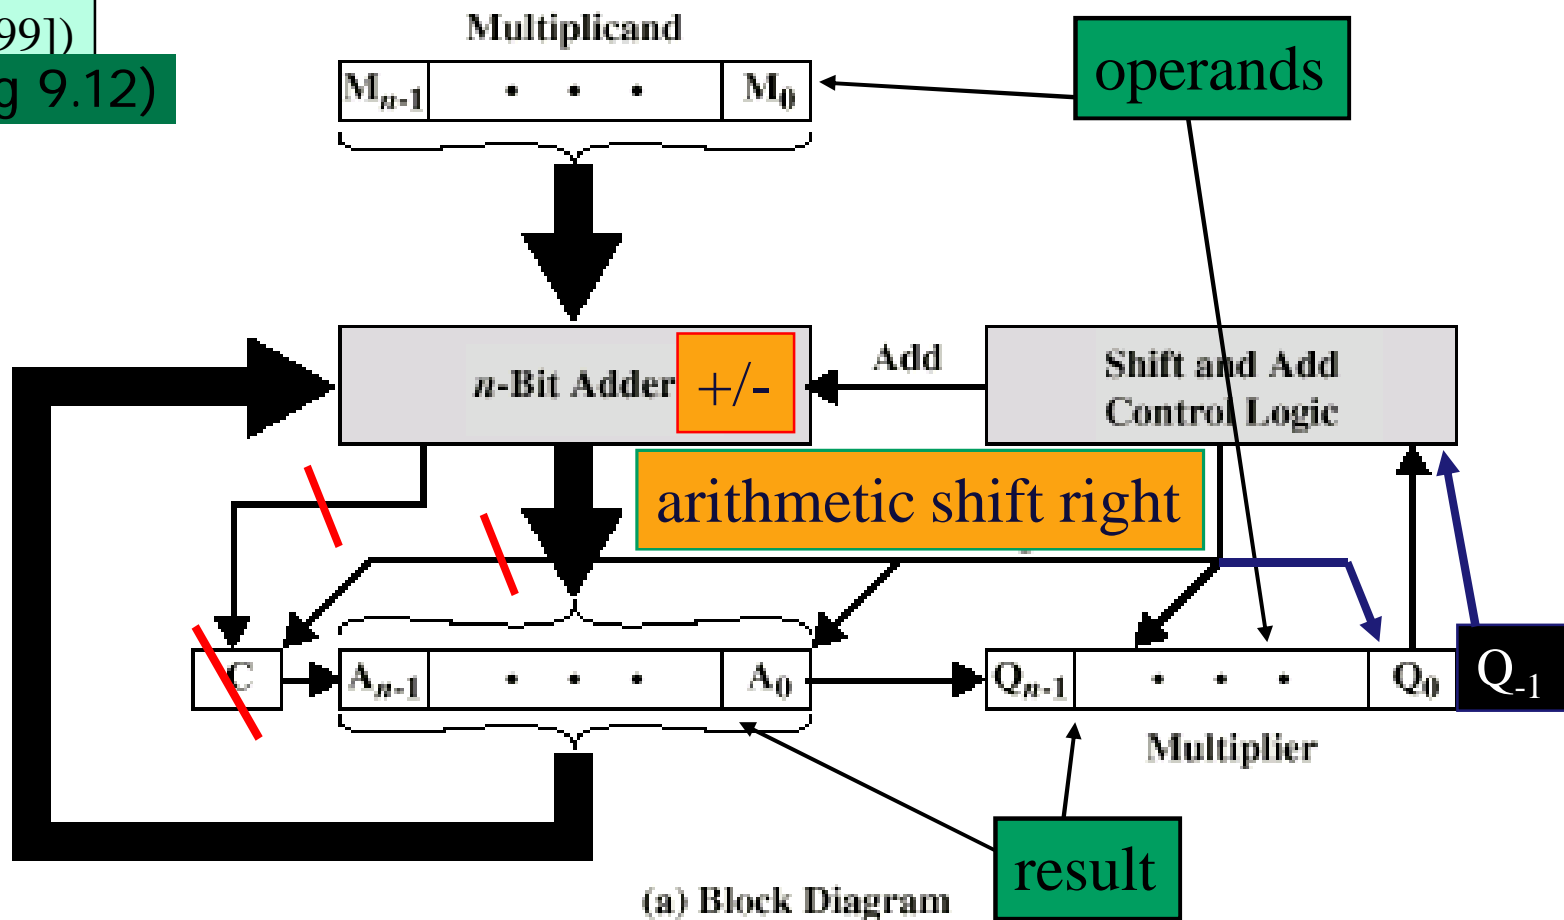 99])
g 9.12)
Multiplicand
operands
Mn-1 • • • M0
n-Bit Adder
+/-
Add
Shift and Add
Control Logic
arithmetic shift right
C
An-1 • • • A0
Qn-1 • • • Q0
Q-1
Multiplier
result
(a) Block Diagram